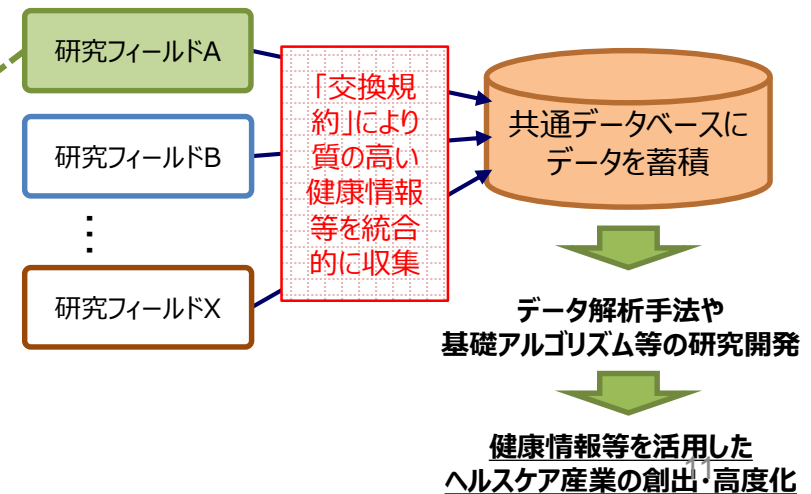 研究フィールドA
研究フィールドB
⋮
研究フィールドX
「交換規
約」により
質の高い
健康情報
等を統合
的に収集
共通データベースに
データを蓄積
データ解析手法や
基礎アルゴリズム等の研究開発
健康情報等を活用した
ヘルスケア産業の創出・高度化
11